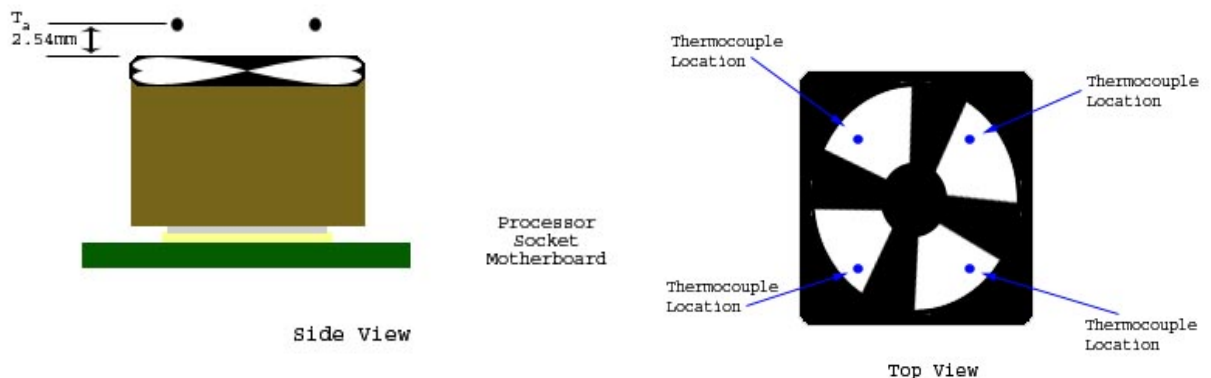 Ta
2.54mm
Processor
Socket
Motherboard
Side View
Thermocouple
Location
Thermocouple
Location
Thermocouple
Location
Thermocouple
Location
Top View